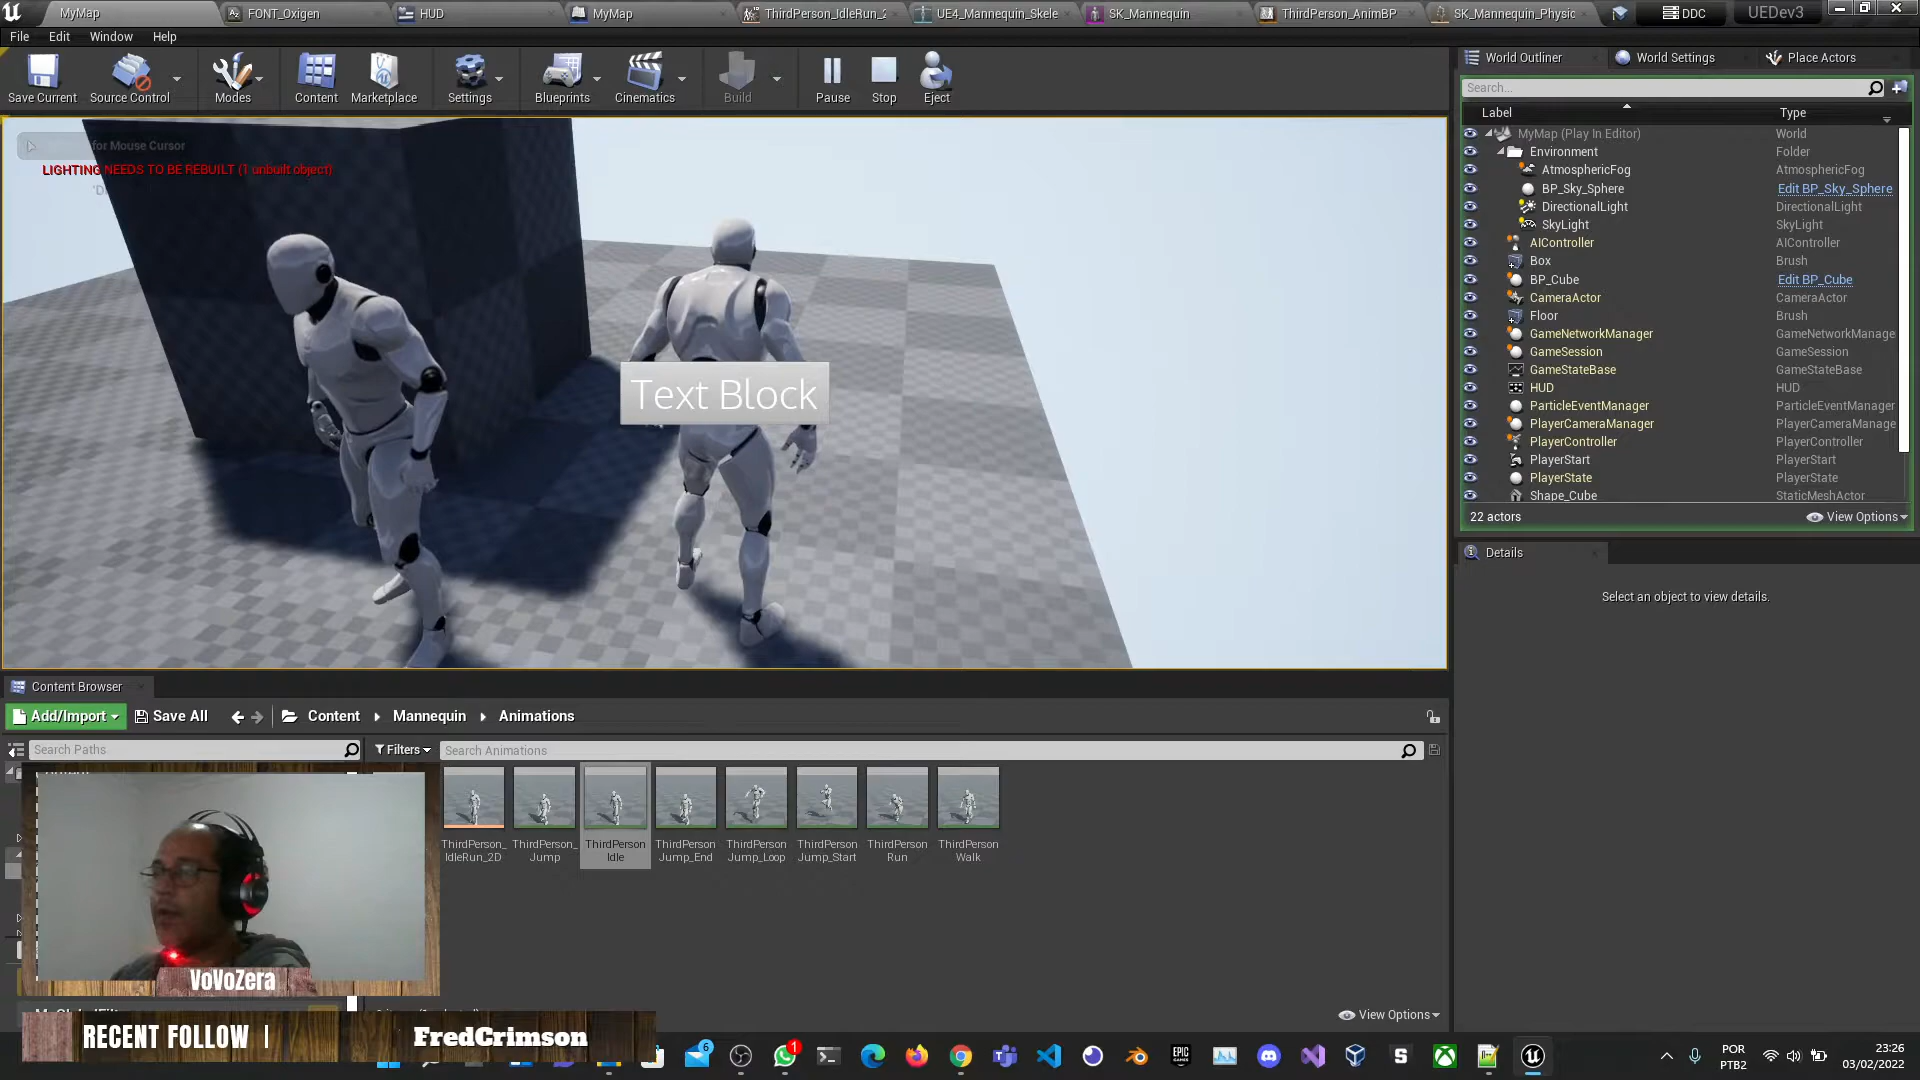 MyMap
FONT_Oxigen
HUD
MyMap
ThirdPerson_IdleRun_2
UE4_Mannequin_Skele
SK_Mannequin
ThirdPerson_AnimBP
SK_Mannequin_Physic
DDC
UEDev3
File Edit Window Help
Save Current
Source Control
Modes
Content
Marketplace
Settings
Blueprints
Cinematics
Build
Pause
Stop
Eject
for Mouse Cursor
LIGHTING NEEDS TO BE REBUILT (1 unbuilt object)
Text Block
World Outliner
World Settings
Place Actors
Search...
Label Type
MyMap (Play In Editor) World
Environment Folder
AtmosphericFog AtmosphericFog
BP_Sky_Sphere Edit BP_Sky_Sphere
DirectionalLight DirectionalLight
SkyLight SkyLight
AIController AIController
Box Brush
BP_Cube Edit BP_Cube
CameraActor CameraActor
Floor Brush
GameNetworkManager GameNetworkManage
GameSession GameSession
GameStateBase GameStateBase
HUD HUD
ParticleEventManager ParticleEventManager
PlayerCameraManager PlayerCameraManage
PlayerController PlayerController
PlayerStart PlayerStart
PlayerState PlayerState
Shape_Cube StaticMeshActor
22 actors View Options
Details
Select an object to view details.
Content Browser
Add/Import Save All Content Mannequin Animations
Search Paths
Filters
Search Animations
ThirdPerson_
IdleRun_2D
ThirdPerson_
Jump
ThirdPerson
Idle
ThirdPerson
Jump_End
ThirdPerson
Jump_Loop
ThirdPerson
Jump_Start
ThirdPerson
Run
ThirdPerson
Walk
View Options
VoVoZera
RECENT FOLLOW |
FredCrimson
6
1
EPIC
GAMES
POR
PTB2
23:26
03/02/2022